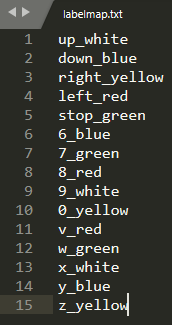 labelmap.txt
1 up_white
2 down_blue
3 right_yellow
4 left_red
5 stop_green
6 6_blue
7 7_green
8 8_red
9 9_white
10 0_yellow
11 v_red
12 w_green
13 x_white
14 y_blue
15 z_yellow